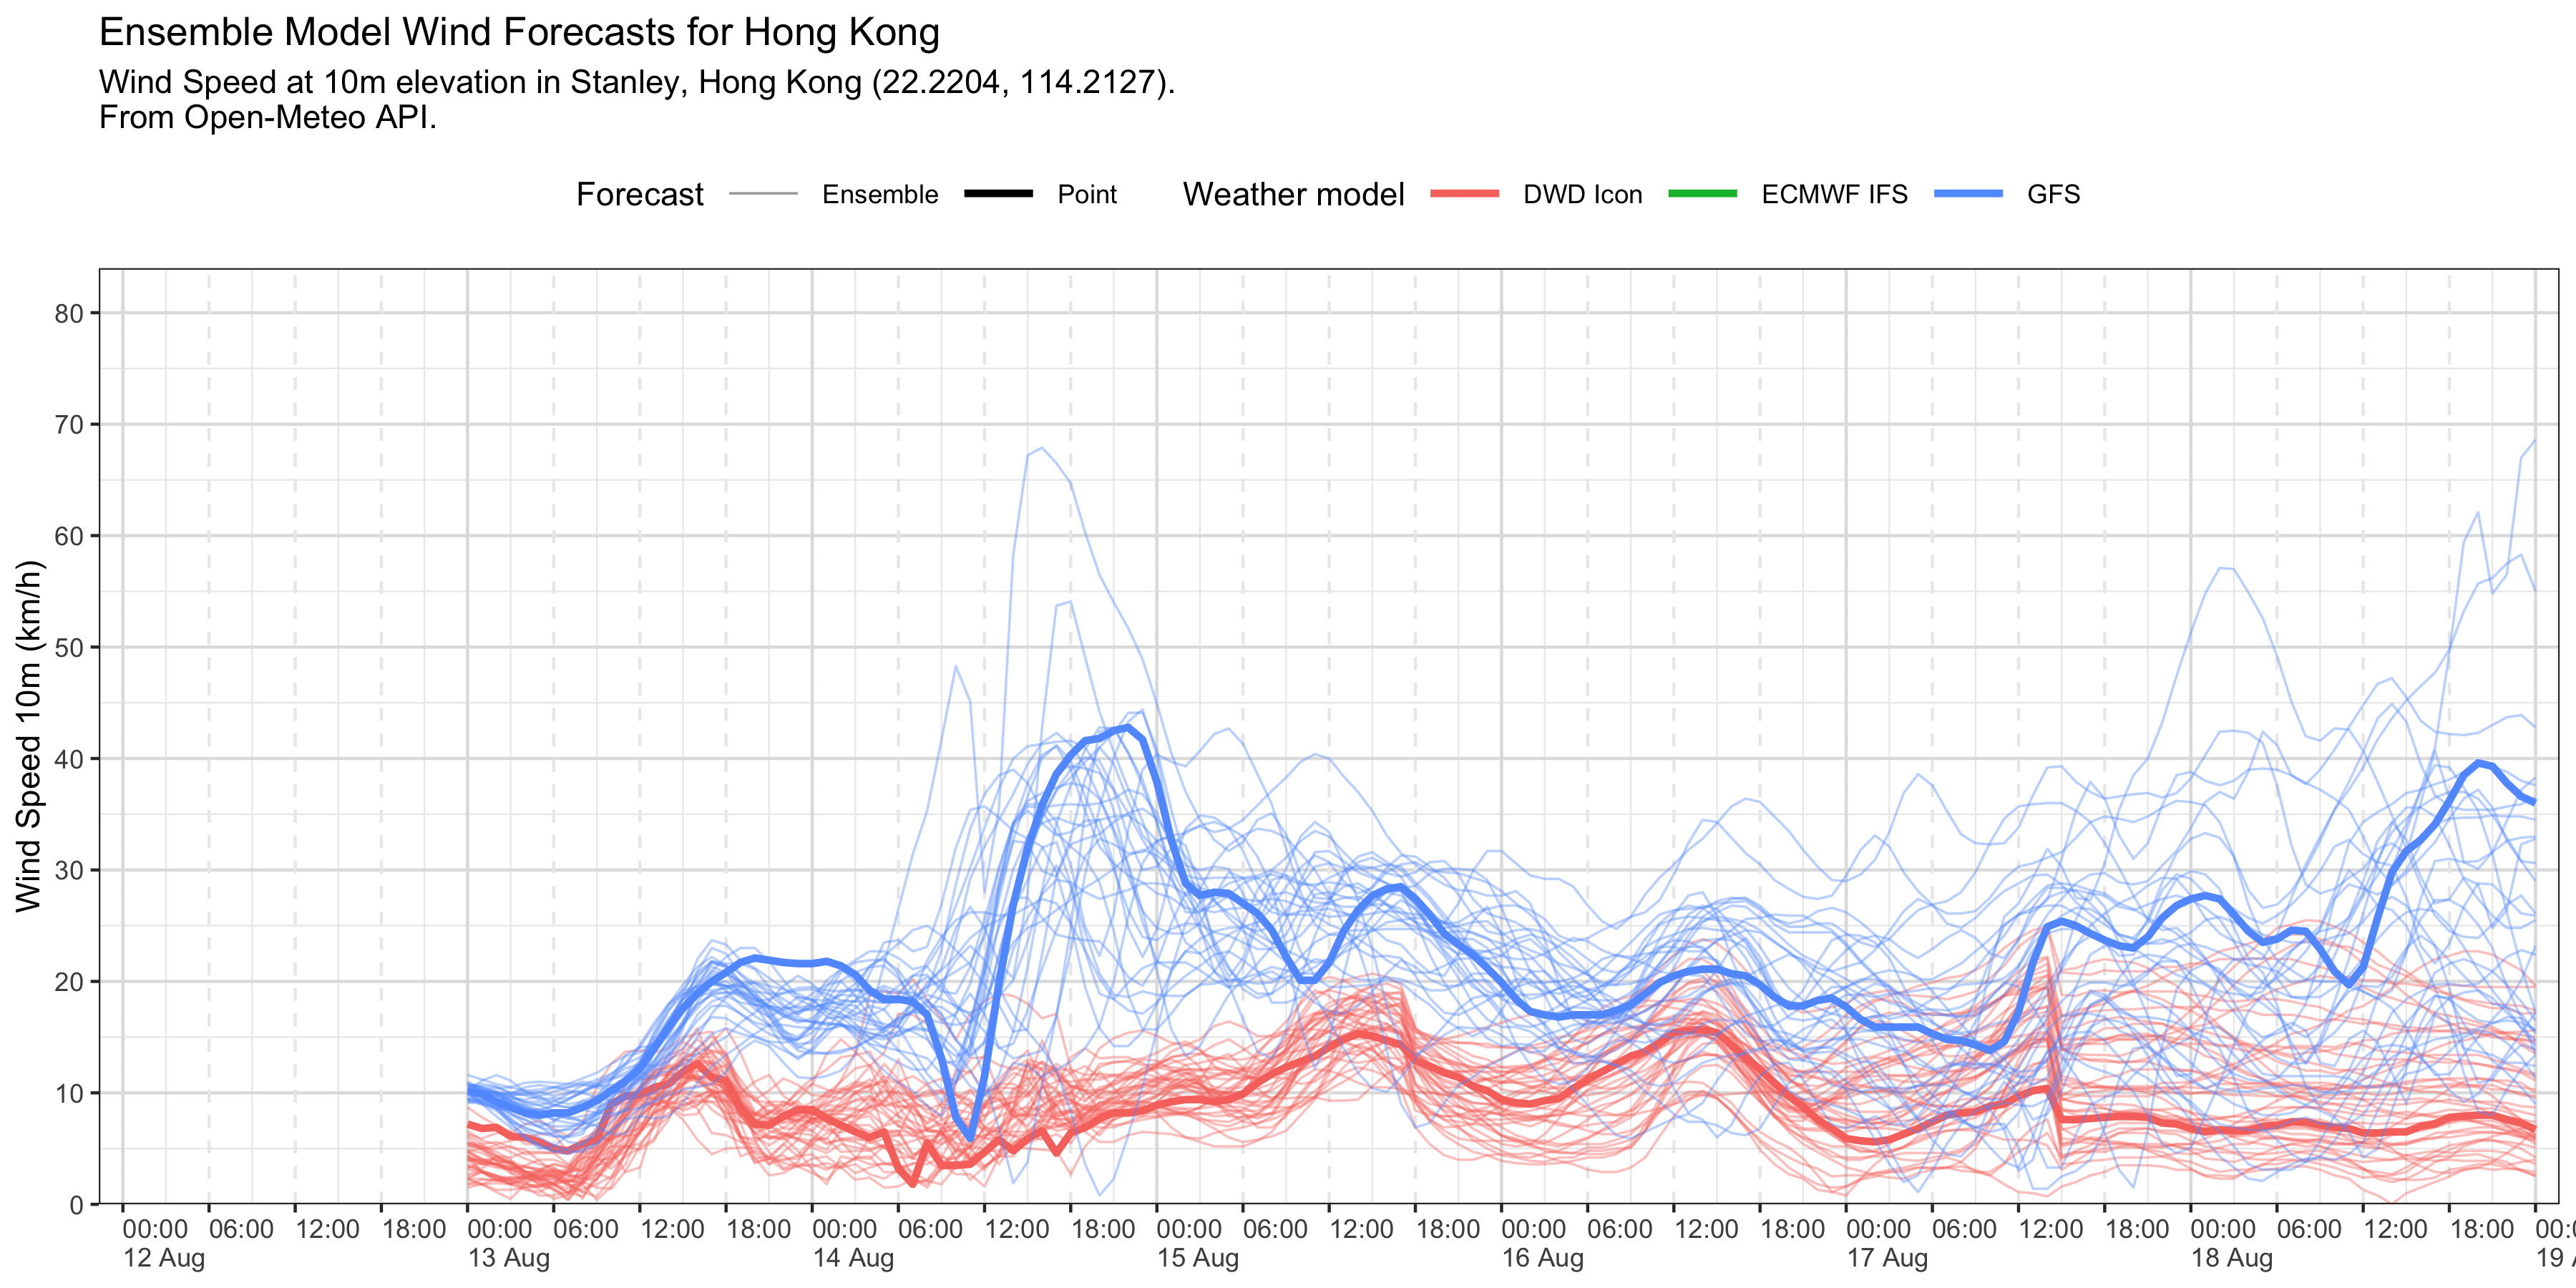 Ensemble Model Wind Forecasts for Hong Kong
Wind Speed at 10m elevation in Stanley, Hong Kong (22.2204, 114.2127).
From Open-Meteo API.
Forecast Ensemble Point Weather model DWD Icon ECMWF IFS GFS
Wind Speed 10m (km/h)
80
70
60
50
40
30
20
10
0
00:00 06:00 12:00 18:00 00:00 06:00 12:00 18:00 00:00 06:00 12:00 18:00 00:00 06:00 12:00 18:00 00:00 06:00 12:00 18:00 00:00 06:00 12:00 18:00 00:00 06:00 12:00 18:00
12 Aug 13 Aug 14 Aug 15 Aug 16 Aug 17 Aug 18 Aug 19